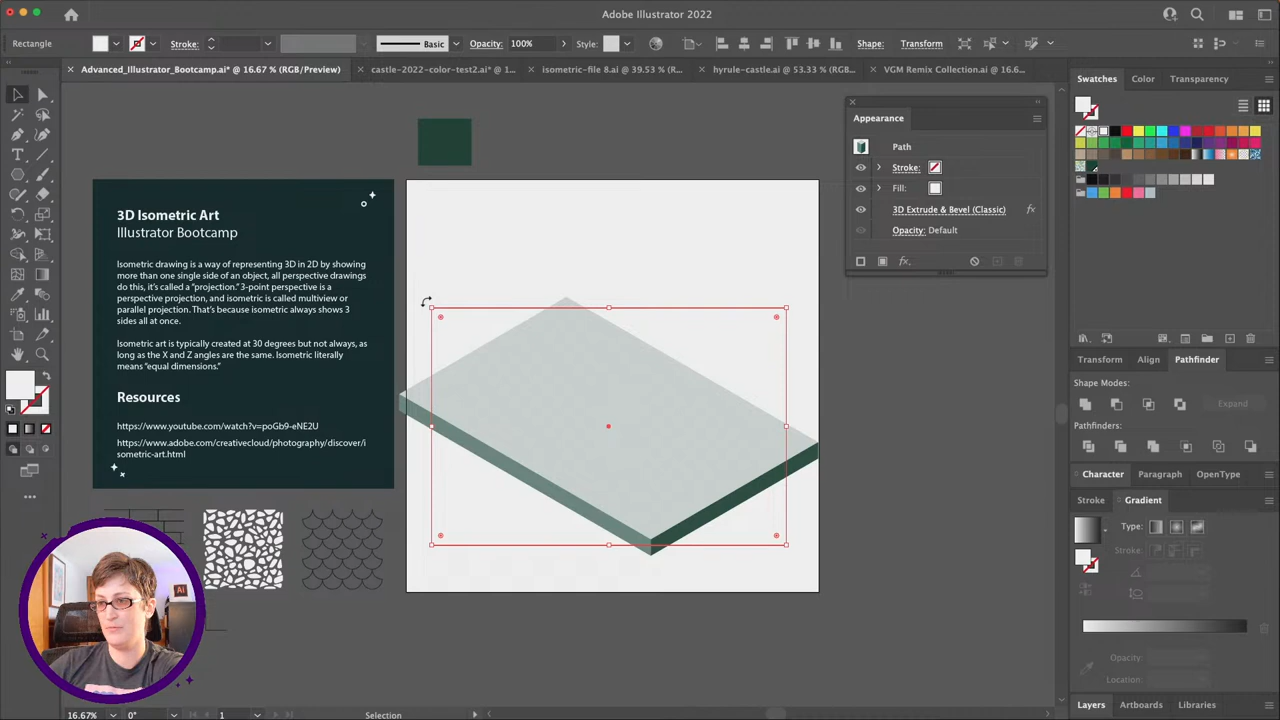 Adobe Illustrator 2022
Rectangle
Stroke:
Basic
Opacity: 100%
Style:
Shape:
Transform
Advanced_Illustrator_Bootcamp.ai* @ 16.67 % (RGB/Preview)
castle-2022-color-test2.ai* @ 1...
isometric-file 8.ai @ 39.53 % (R...
hyrule-castle.ai @ 53.33 % (RGB...
VGM Remix Collection.ai @ 16.6...
Swatches
Color
Transparency
Appearance
Path
Stroke:
Fill:
3D Extrude & Bevel (Classic)
fx
Opacity: Default
fx.
3D Isometric Art
Illustrator Bootcamp
Isometric drawing is a way of representing 3D in 2D by showing
more than one single side of an object, all perspective drawings
do this, it's called a "projection." 3-point perspective is a
perspective projection, and isometric is called multiview or
parallel projection. That's because isometric always shows 3
sides all at once.
Isometric art is typically created at 30 degrees but not always, as
long as the X and Z angles are the same. Isometric literally
means "equal dimensions."
Resources
https://www.youtube.com/watch?v=poGb9-eNE2U
https://www.adobe.com/creativecloud/photography/discover/i
sometric-art.html
Ai
Transform
Align
Pathfinder
Shape Modes:
Expand
Pathfinders:
Character
Paragraph
OpenType
Stroke
Gradient
Type:
Stroke:
Opacity:
Location:
Layers
Artboards
Libraries
16.67%
0°
1
Selection